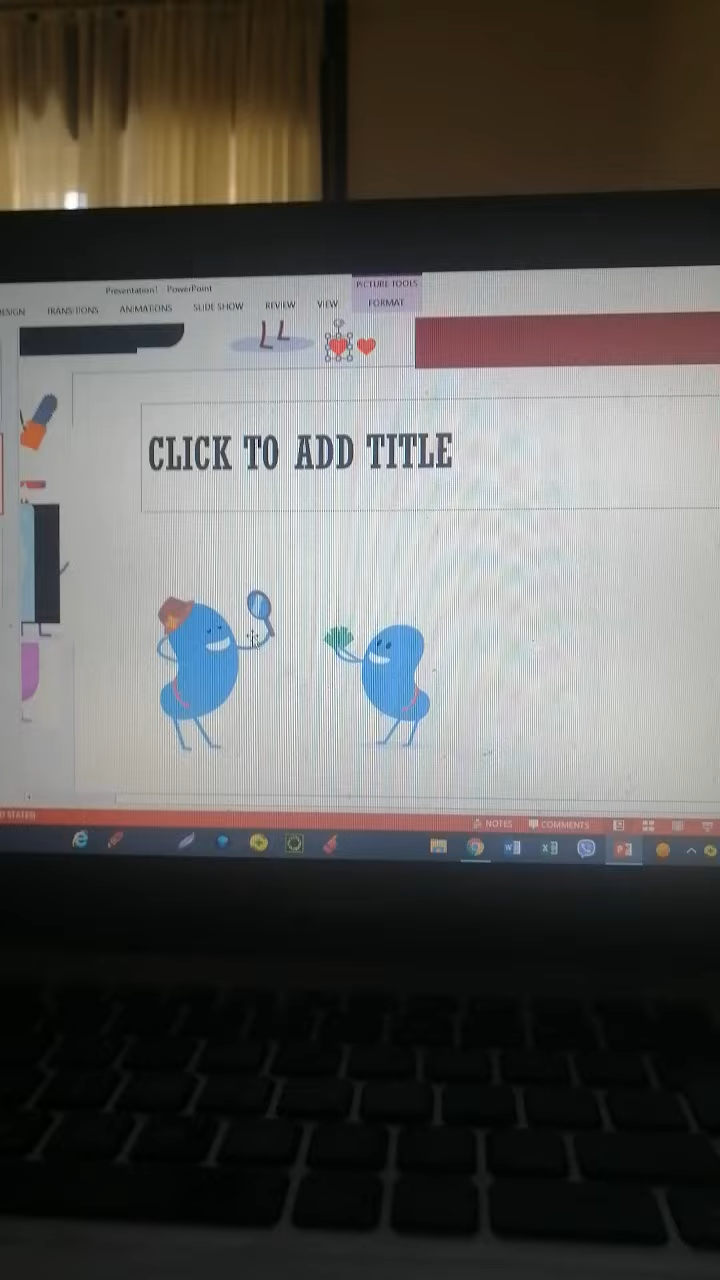 Presentation1 - PowerPoint
PICTURE TOOLS
TRANSITIONS ANIMATIONS SLIDE SHOW REVIEW VIEW FORMAT
CLICK TO ADD TITLE
NOTES COMMENTS